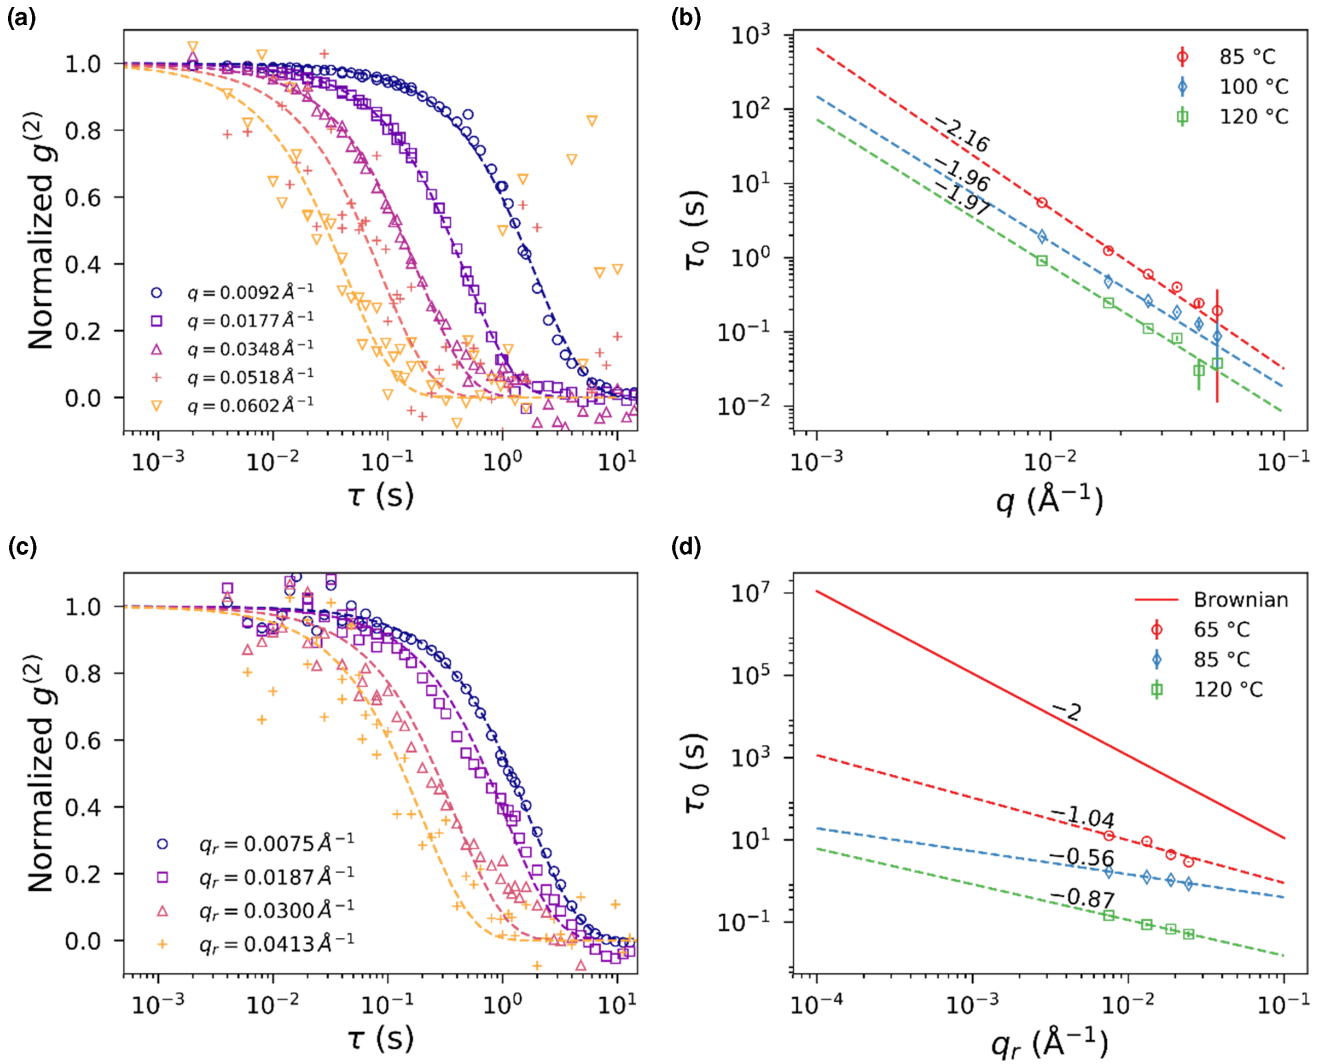 (a)
Normalized g⁽²⁾
1.0
0.8
0.6
0.4
0.2
0.0
q = 0.0092 Å⁻¹
q = 0.0177 Å⁻¹
q = 0.0348 Å⁻¹
q = 0.0518 Å⁻¹
q = 0.0602 Å⁻¹
10⁻³ 10⁻² 10⁻¹ 10⁰ 10¹
τ (s)
(b)
τ₀ (s)
10³
10²
10¹
10⁰
10⁻¹
10⁻²
85 °C
100 °C
120 °C
−2.16
−1.96
−1.97
10⁻³ 10⁻² 10⁻¹
q (Å⁻¹)
(c)
Normalized g⁽²⁾
1.0
0.8
0.6
0.4
0.2
0.0
qᵣ = 0.0075 Å⁻¹
qᵣ = 0.0187 Å⁻¹
qᵣ = 0.0300 Å⁻¹
qᵣ = 0.0413 Å⁻¹
10⁻³ 10⁻² 10⁻¹ 10⁰ 10¹
τ (s)
(d)
τ₀ (s)
10⁷
10⁵
10³
10¹
10⁻¹
Brownian
65 °C
85 °C
120 °C
−2
−1.04
−0.56
−0.87
10⁻⁴ 10⁻³ 10⁻² 10⁻¹
qᵣ (Å⁻¹)